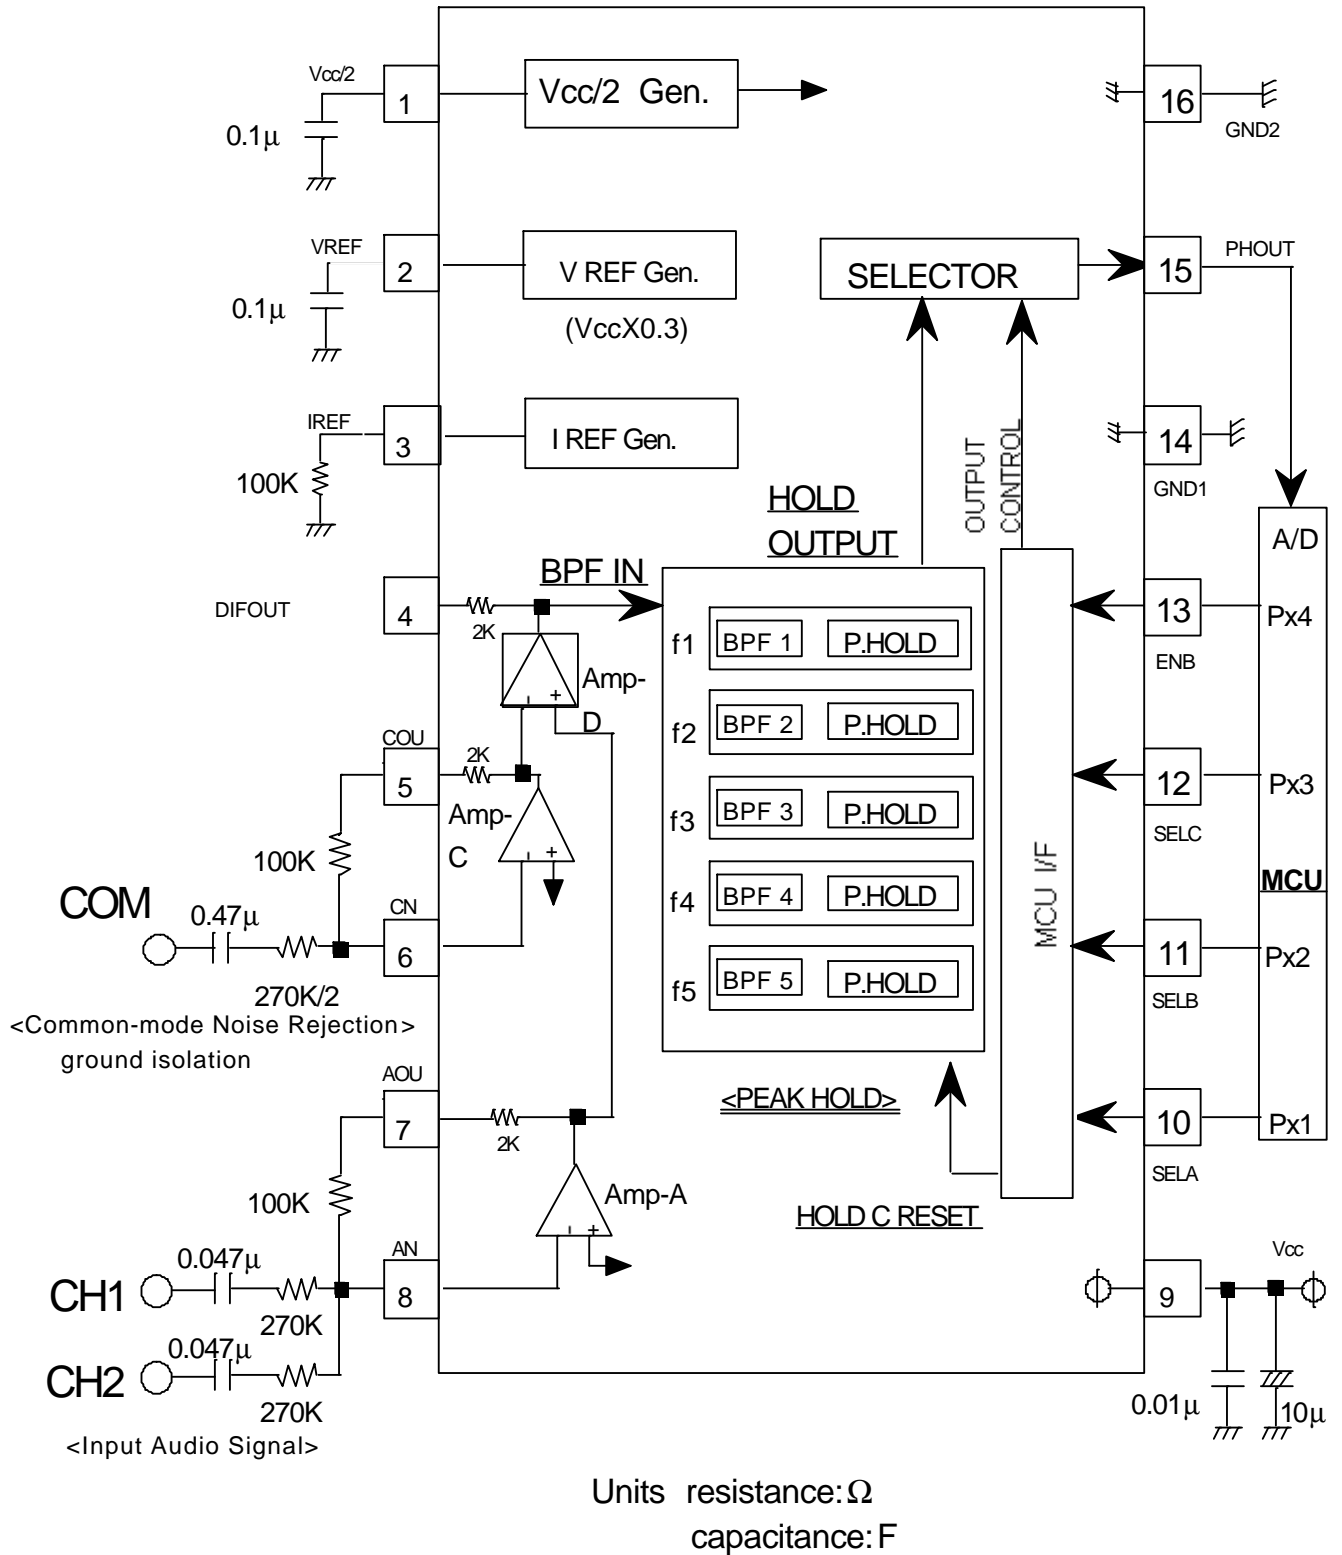 Vcc/2
1
Vcc/2 Gen.
16
GND2
0.1μ
VREF
2
V REF Gen.
(VccX0.3)
0.1μ
SELECTOR
15
PHOUT
IREF
3
I REF Gen.
100K
14
GND1
OUTPUT
CONTROL
HOLD
OUTPUT
A/D
DIFOUT
4
2K
BPF IN
Amp-
D
f1
BPF 1
P.HOLD
13
ENB
Px4
f2
BPF 2
P.HOLD
COU
5
2K
Amp-
C
f3
BPF 3
P.HOLD
12
SELC
Px3
100K
MCU I/F
MCU
COM
0.47μ
CN
6
270K/2
f4
BPF 4
P.HOLD
11
SELB
Px2
f5
BPF 5
P.HOLD
<Common-mode Noise Rejection>
ground isolation
AOU
7
2K
<PEAK HOLD>
10
SELA
Px1
100K
Amp-A
HOLD C RESET
AN
8
CH1
0.047μ
270K
CH2
0.047μ
270K
<Input Audio Signal>
9
Vcc
0.01μ
10μ
Units resistance:Ω
capacitance:F